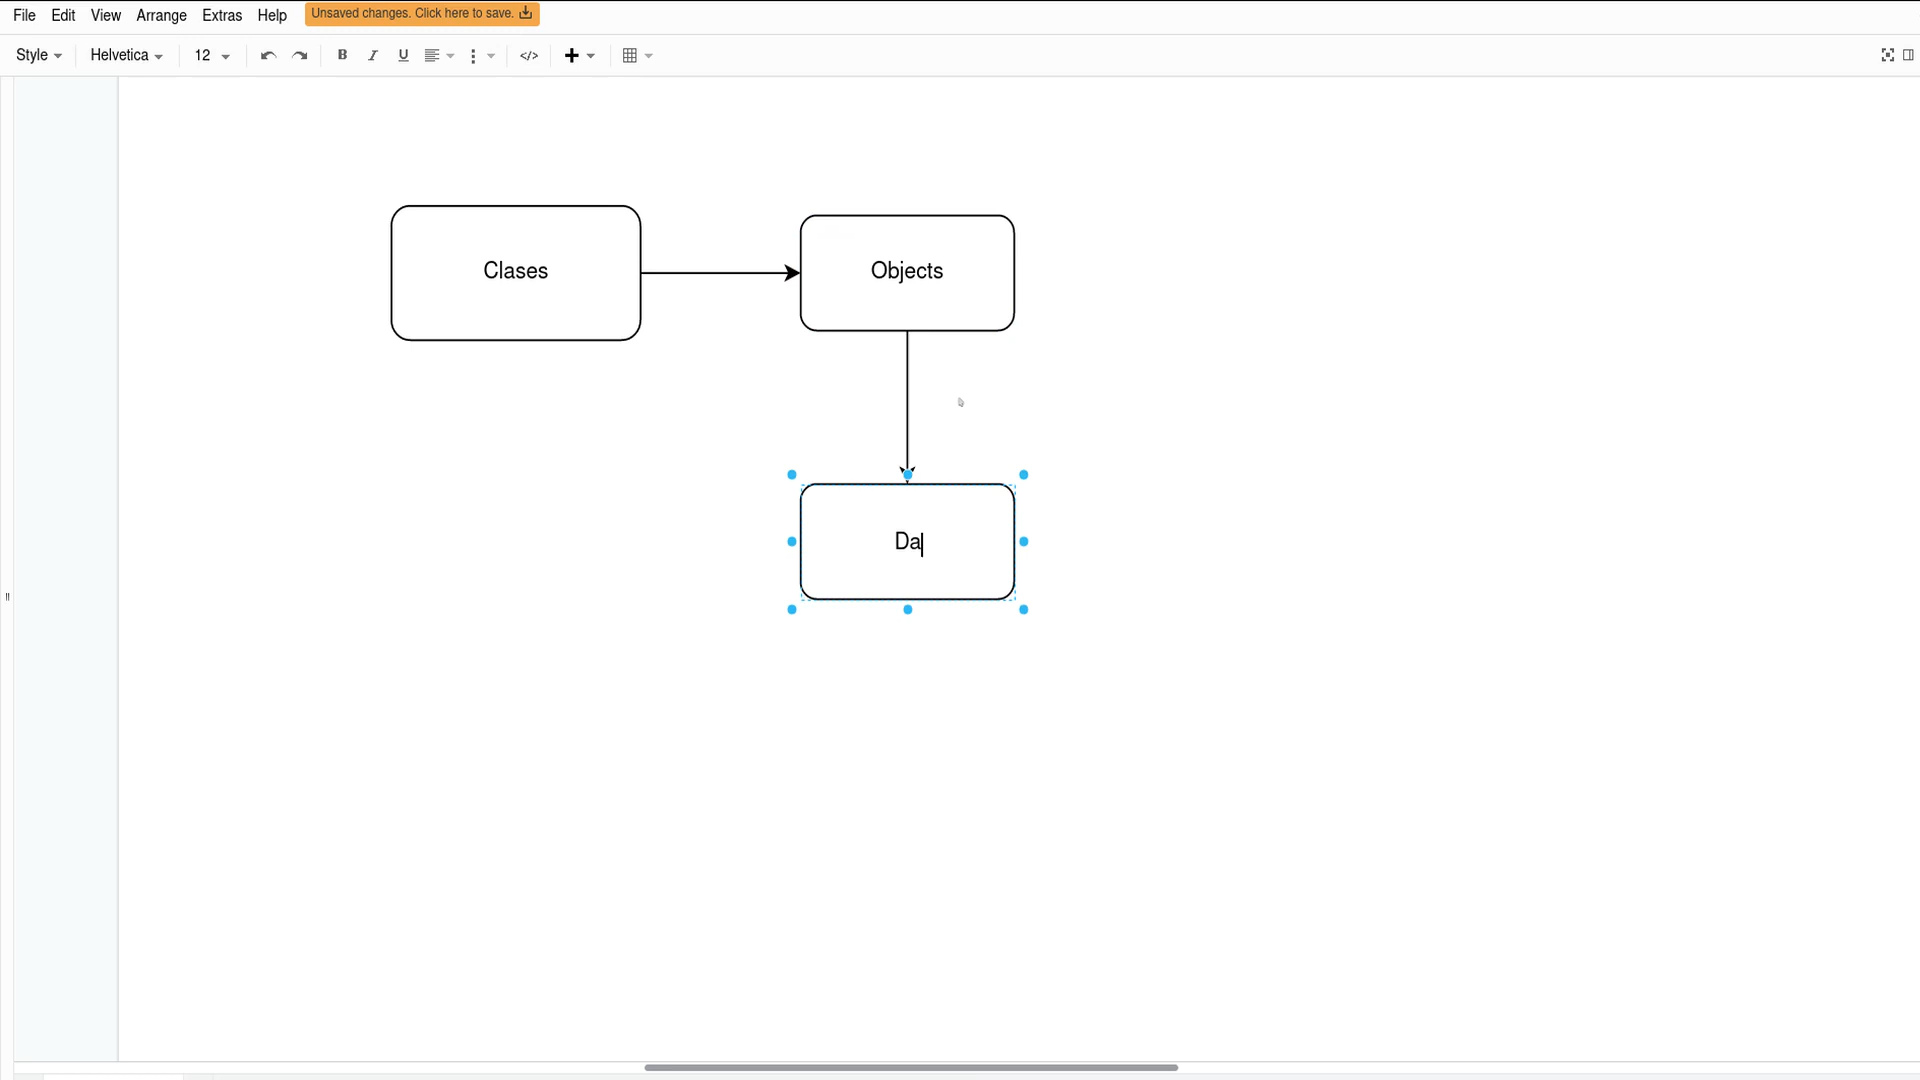 File Edit View Arrange Extras Help Unsaved changes. Click here to save.
Style Helvetica 12 B I U </>
Clases
Objects
Da